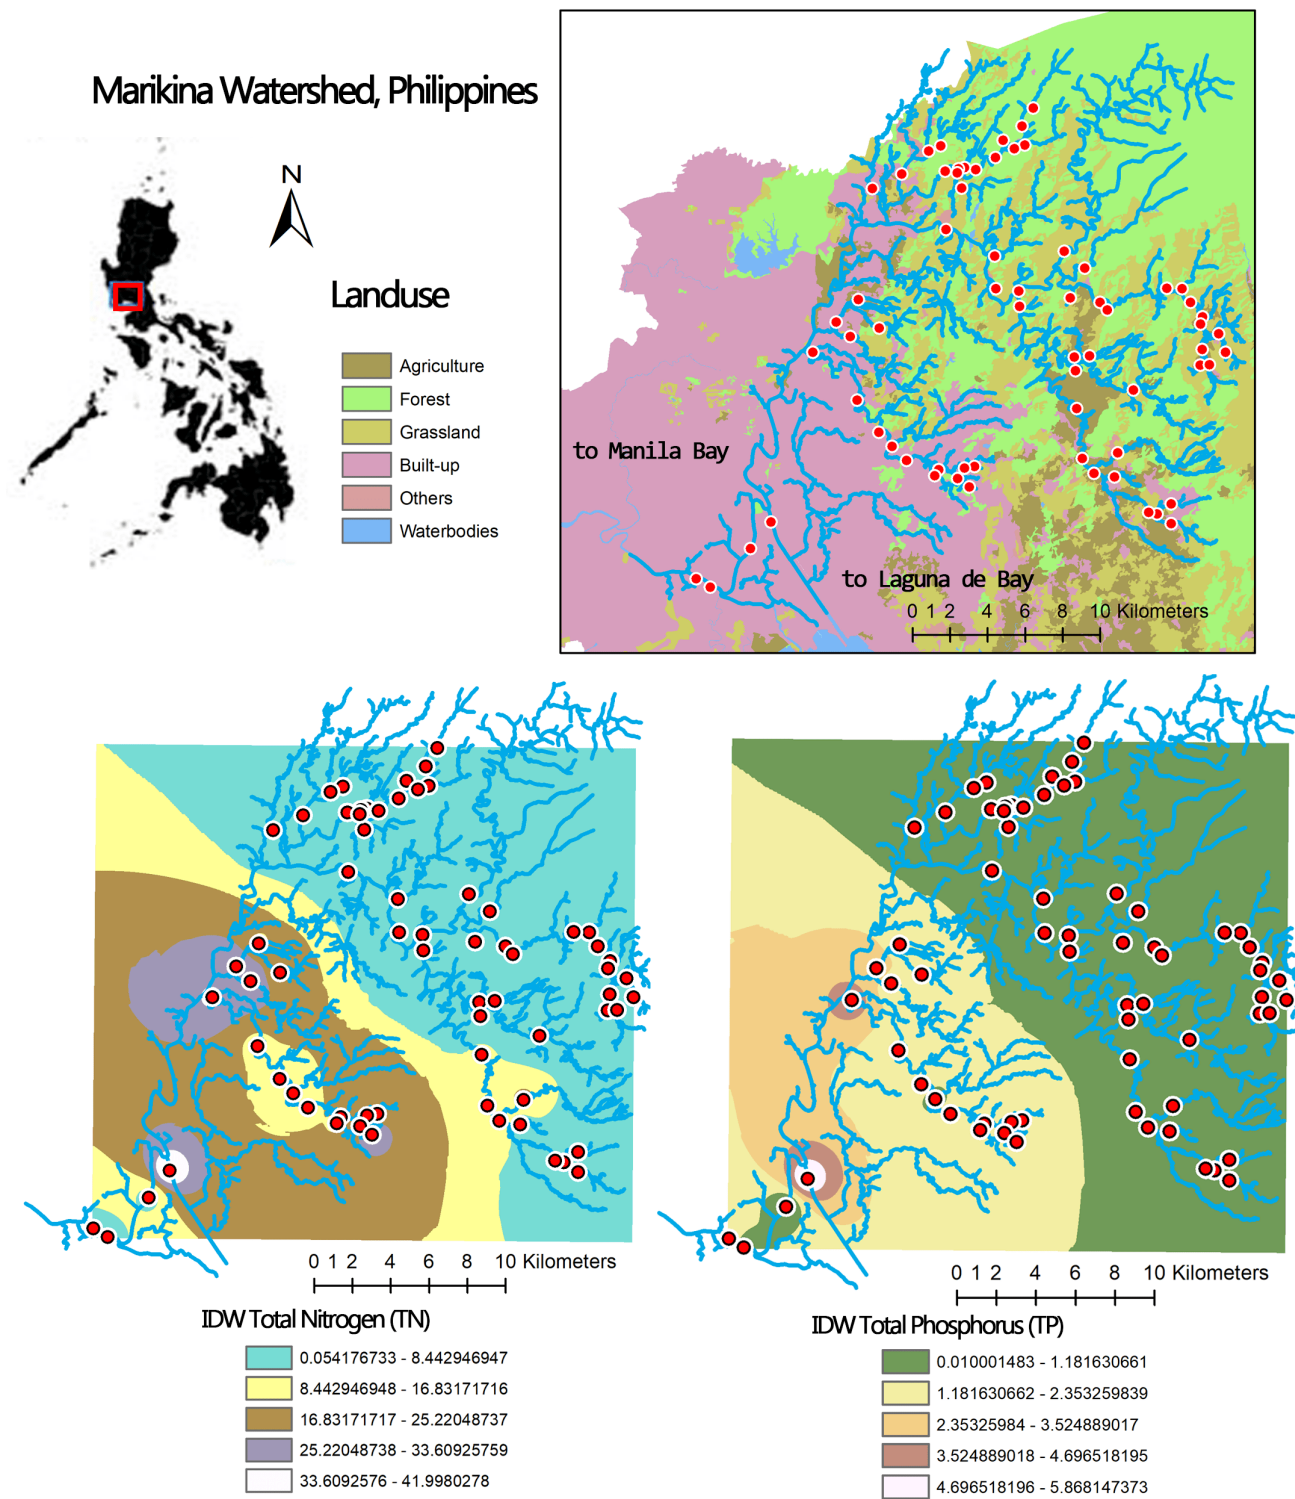 Marikina Watershed, Philippines
N
Landuse
Agriculture
Forest
Grassland
Built-up
Others
Waterbodies
to Manila Bay
to Laguna de Bay
0 1 2 4 6 8 10 Kilometers
0 1 2 4 6 8 10 Kilometers
IDW Total Nitrogen (TN)
0.054176733 - 8.442946947
8.442946948 - 16.83171716
16.83171717 - 25.22048737
25.22048738 - 33.60925759
33.6092576 - 41.9980278
0 1 2 4 6 8 10 Kilometers
IDW Total Phosphorus (TP)
0.010001483 - 1.181630661
1.181630662 - 2.353259839
2.35325984 - 3.524889017
3.524889018 - 4.696518195
4.696518196 - 5.868147373